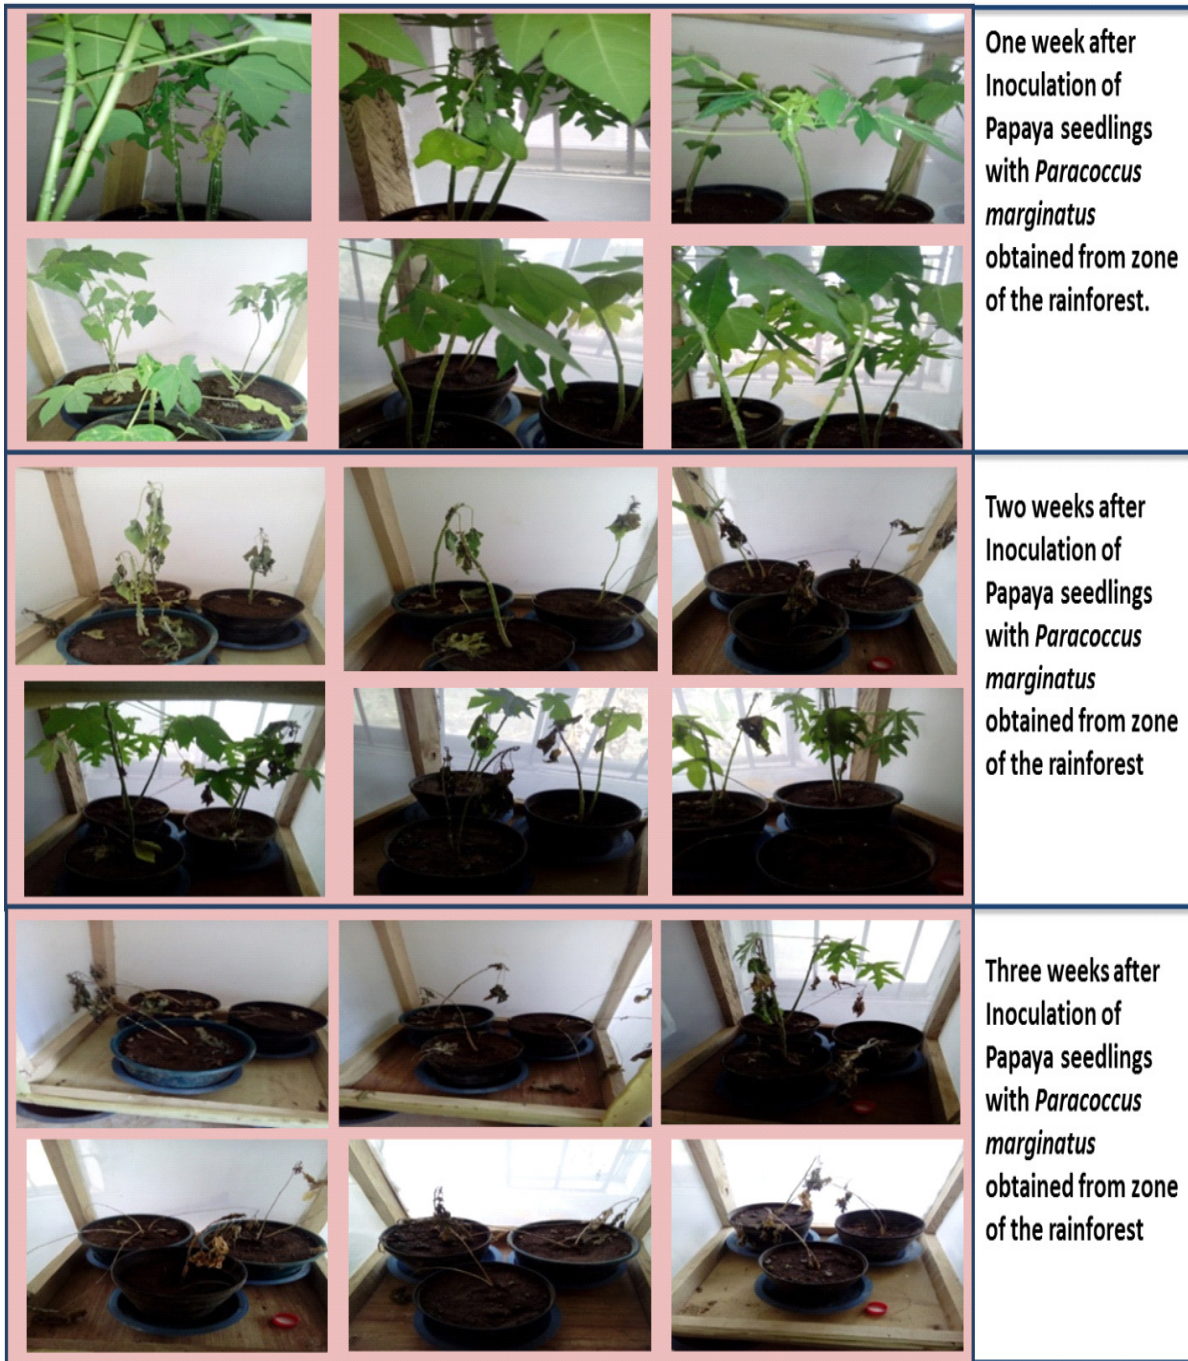 One week after
Inoculation of
Papaya seedlings
with Paracoccus
marginatus
obtained from zone
of the rainforest.
Two weeks after
Inoculation of
Papaya seedlings
with Paracoccus
marginatus
obtained from zone
of the rainforest
Three weeks after
Inoculation of
Papaya seedlings
with Paracoccus
marginatus
obtained from zone
of the rainforest